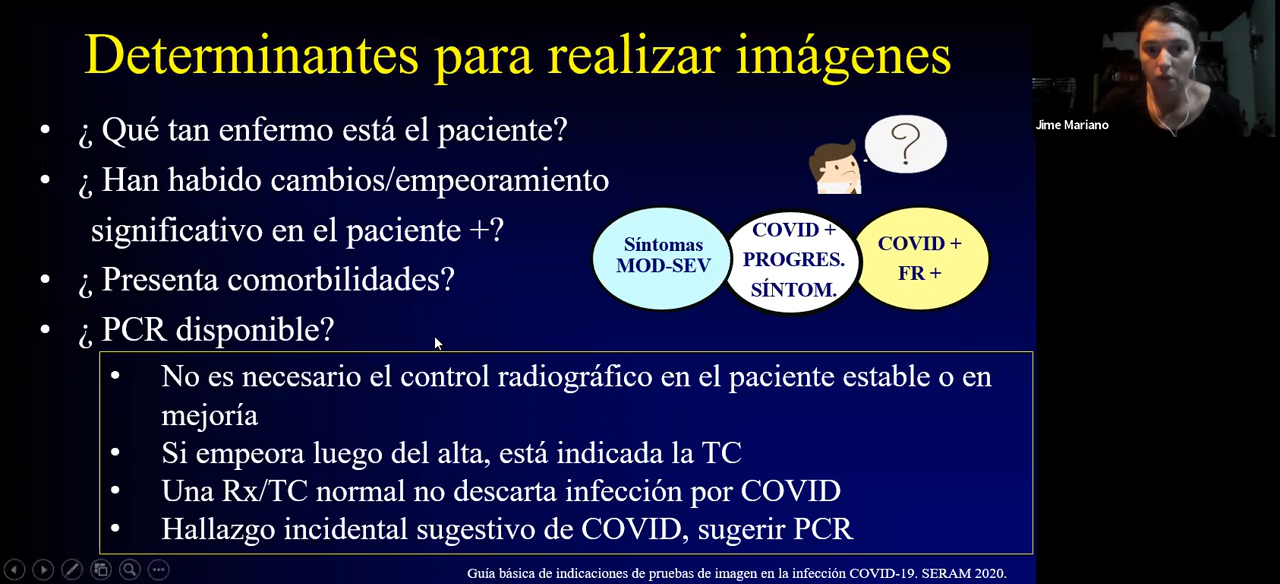 Determinantes para realizar imágenes
Jime Mariano
• ¿ Qué tan enfermo está el paciente?
?
• ¿ Han habido cambios/empeoramiento
significativo en el paciente +?
• ¿ Presenta comorbilidades?
• ¿ PCR disponible?
Síntomas
MOD-SEV
COVID +
PROGRES.
SÍNTOM.
COVID +
FR +
• No es necesario el control radiográfico en el paciente estable o en
mejoría
• Si empeora luego del alta, está indicada la TC
• Una Rx/TC normal no descarta infección por COVID
• Hallazgo incidental sugestivo de COVID, sugerir PCR
Guía básica de indicaciones de pruebas de imagen en la infección COVID-19. SERAM 2020.